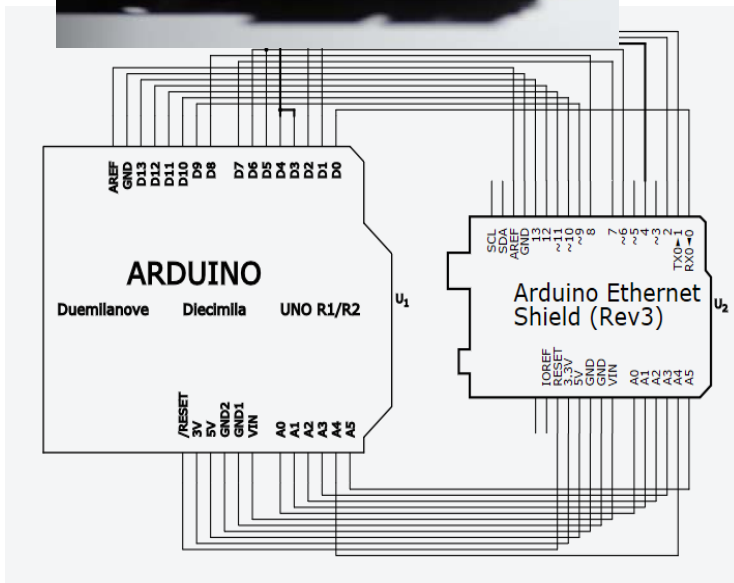 AREF
GND
D13
D12
D11
D10
D9
D8
D7
D6
D5
D4
D3
D2
D1
D0
ARDUINO
Duemilanove Diecimila UNO R1/R2
U1
/RESET
3V
5V
GND2
GND1
VIN
A0
A1
A2
A3
A4
A5
SCL
SDA
AREF
GND
13
12
~11
~10
~9
8
7
~6
~5
4
~3
2
TX0►1
RX0◄0
Arduino Ethernet
Shield (Rev3)
U2
IOREF
RESET
3.3V
5V
GND
GND
VIN
A0
A1
A2
A3
A4
A5